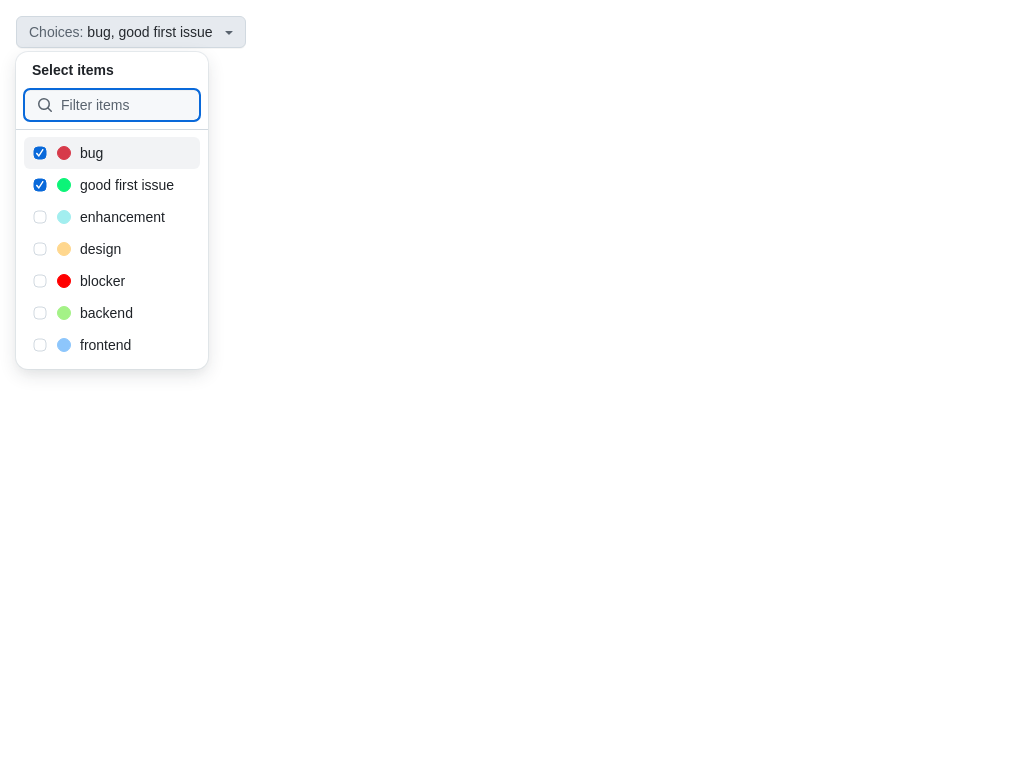 Choices: bug, good first issue
Select items
Filter items
bug
good first issue
enhancement
design
blocker
backend
frontend